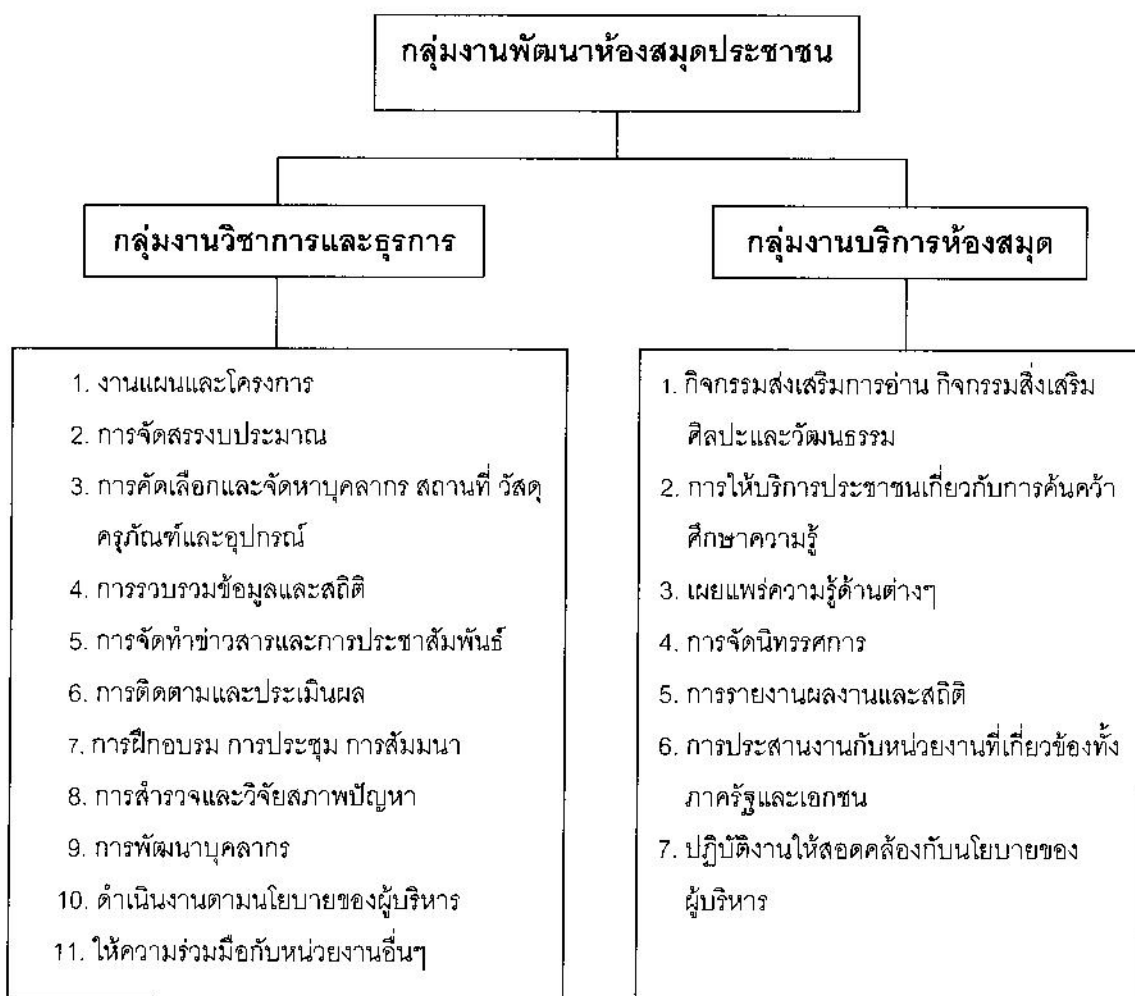 กลุ่มงานพัฒนาห้องสมุดประชาชน
กลุ่มงานวิชาการและธุรการ
1. งานแผนและโครงการ
2. การจัดสรรงบประมาณ
3. การคัดเลือกและจัดหาบุคลากร สถานที่ วัสดุ
ครุภัณฑ์และอุปกรณ์
4. การรวบรวมข้อมูลและสถิติ
5. การจัดทำข่าวสารและการประชาสัมพันธ์
6. การติดตามและประเมินผล
7. การฝึกอบรม การประชุม การสัมมนา
8. การสำรวจและวิจัยสภาพปัญหา
9. การพัฒนาบุคลากร
10. ดำเนินงานตามนโยบายของผู้บริหาร
11. ให้ความร่วมมือกับหน่วยงานอื่นๆ
กลุ่มงานบริการห้องสมุด
1. กิจกรรมส่งเสริมการอ่าน กิจกรรมสิ่งเสริม
ศิลปะและวัฒนธรรม
2. การให้บริการประชาชนเกี่ยวกับการค้นคว้า
ศึกษาความรู้
3. เผยแพร่ความรู้ด้านต่างๆ
4. การจัดนิทรรศการ
5. การรายงานผลงานและสถิติ
6. การประสานงานกับหน่วยงานที่เกี่ยวข้องทั้ง
ภาครัฐและเอกชน
7. ปฏิบัติงานให้สอดคล้องกับนโยบายของ
ผู้บริหาร